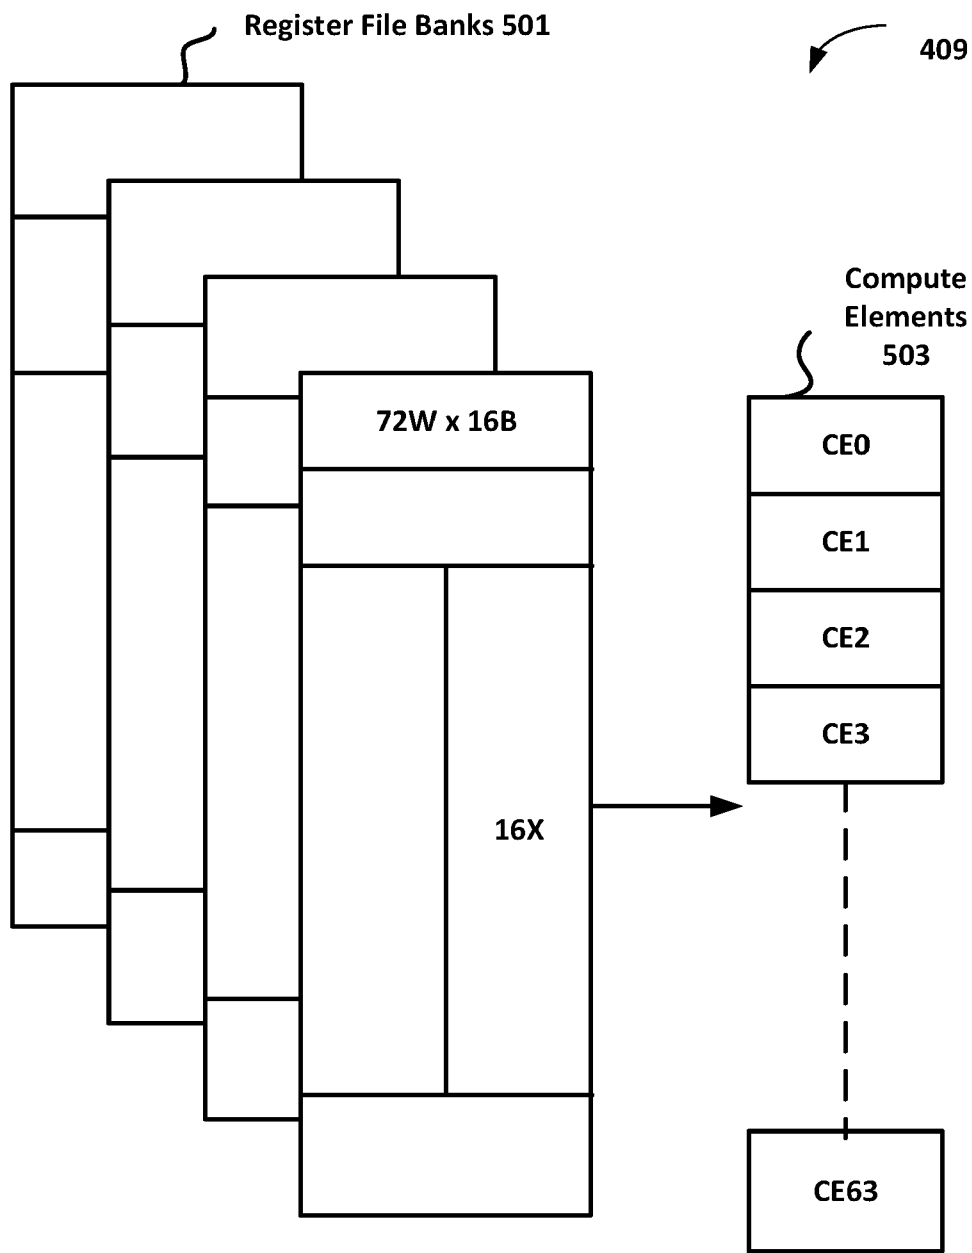 Register File Banks 501
409
Compute
Elements
503
72W x 16B
CE0
CE1
CE2
CE3
16X
CE63